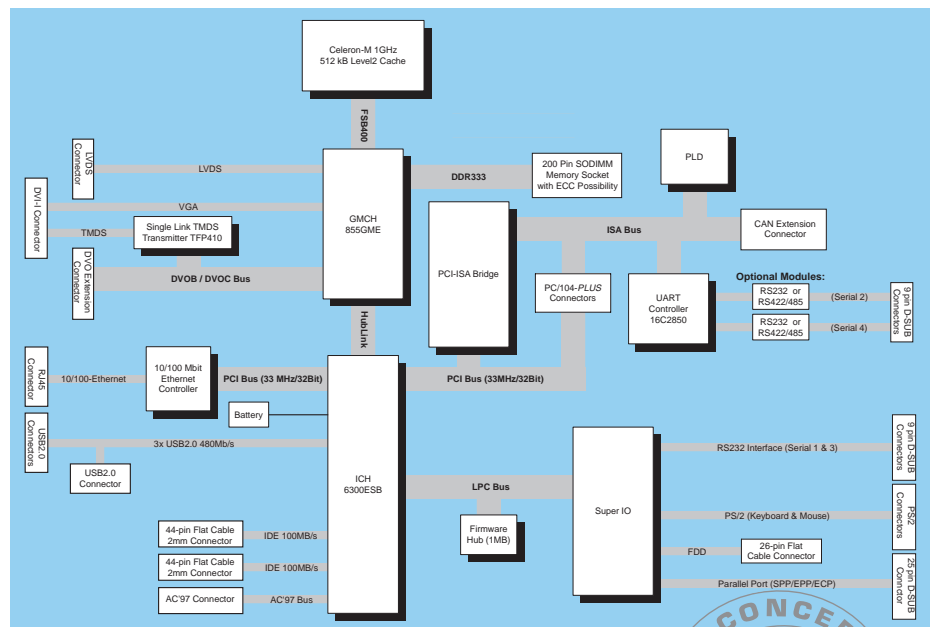 Celeron-M 1GHz
512 kB Level2 Cache
FSB400
LVDS
Connector
LVDS
DDR333
200 Pin SODIMM
Memory Socket
with ECC Possibility
PLD
DVI-I Connector
VGA
GMCH
855GME
TMDS
Single Link TMDS
Transmitter TFP410
ISA Bus
CAN Extension
Connector
PCI-ISA Bridge
DVO Extension
Connector
DVOB / DVOC Bus
PC/104-PLUS
Connectors
UART
Controller
16C2850
Optional Modules:
RS232 or
RS422/485
(Serial 2)
RS232 or
RS422/485
(Serial 4)
9 pin D-SUB
Connectors
HubLink
RJ45
Connector
10/100-Ethernet
10/100 Mbit
Ethernet
Controller
PCI Bus (33 MHz/32Bit)
PCI Bus (33MHz/32Bit)
Battery
USB2.0
Connectors
3x USB2.0 480Mb/s
USB2.0
Connector
ICH
6300ESB
LPC Bus
Firmware
Hub (1MB)
Super IO
RS232 Interface (Serial 1 & 3)
9 pin D-SUB
Connectors
PS/2 (Keyboard & Mouse)
PS/2
Connectors
FDD
26-pin Flat
Cable Connector
Parallel Port (SPP/EPP/ECP)
25 pin D-SUB
Connector
44-pin Flat Cable
2mm Connector
IDE 100MB/s
44-pin Flat Cable
2mm Connector
IDE 100MB/s
AC'97 Connector
AC'97 Bus